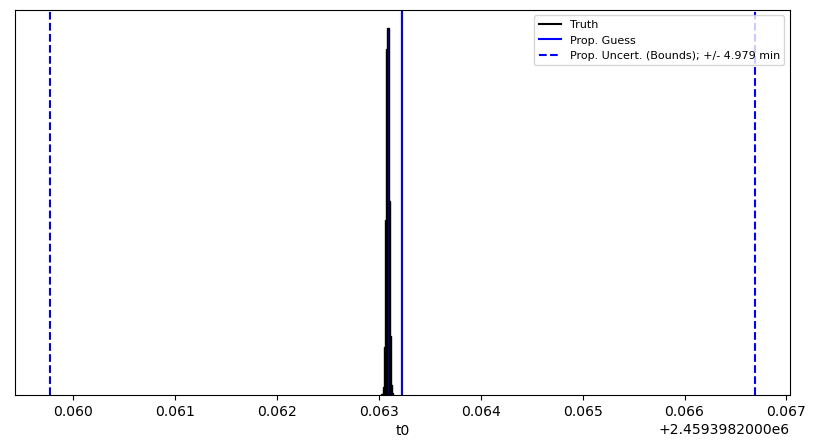 Truth
Prop. Guess
Prop. Uncert. (Bounds); +/- 4.979 min
0.060 0.061 0.062 0.063 0.064 0.065 0.066 0.067
t0
+2.4593982000e6